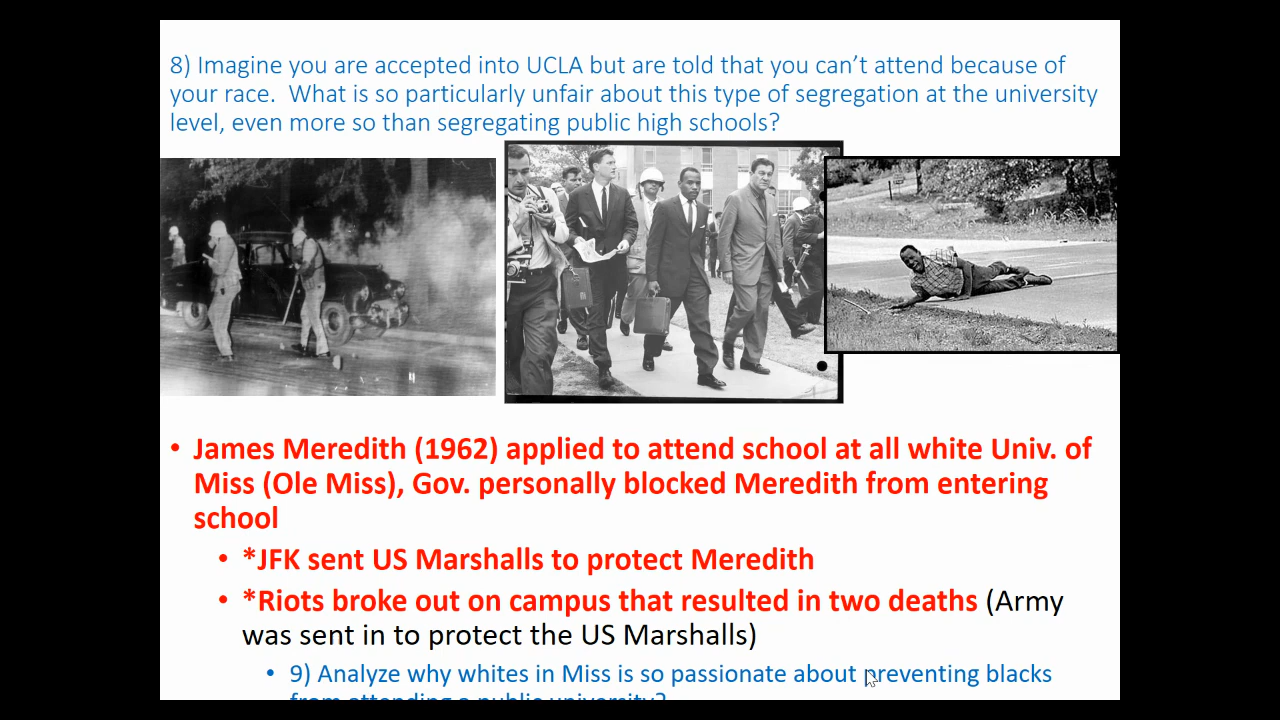 8) Imagine you are accepted into UCLA but are told that you can’t attend because of
your race.  What is so particularly unfair about this type of segregation at the university
level, even more so than segregating public high schools?
• James Meredith (1962) applied to attend school at all white Univ. of
Miss (Ole Miss), Gov. personally blocked Meredith from entering
school
• *JFK sent US Marshalls to protect Meredith
• *Riots broke out on campus that resulted in two deaths (Army
was sent in to protect the US Marshalls)
• 9) Analyze why whites in Miss is so passionate about preventing blacks
from attending a public university?